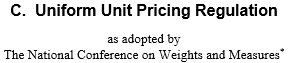 C. Uniform Unit Pricing Regulation
as adopted by
The National Conference on Weights and Measures*